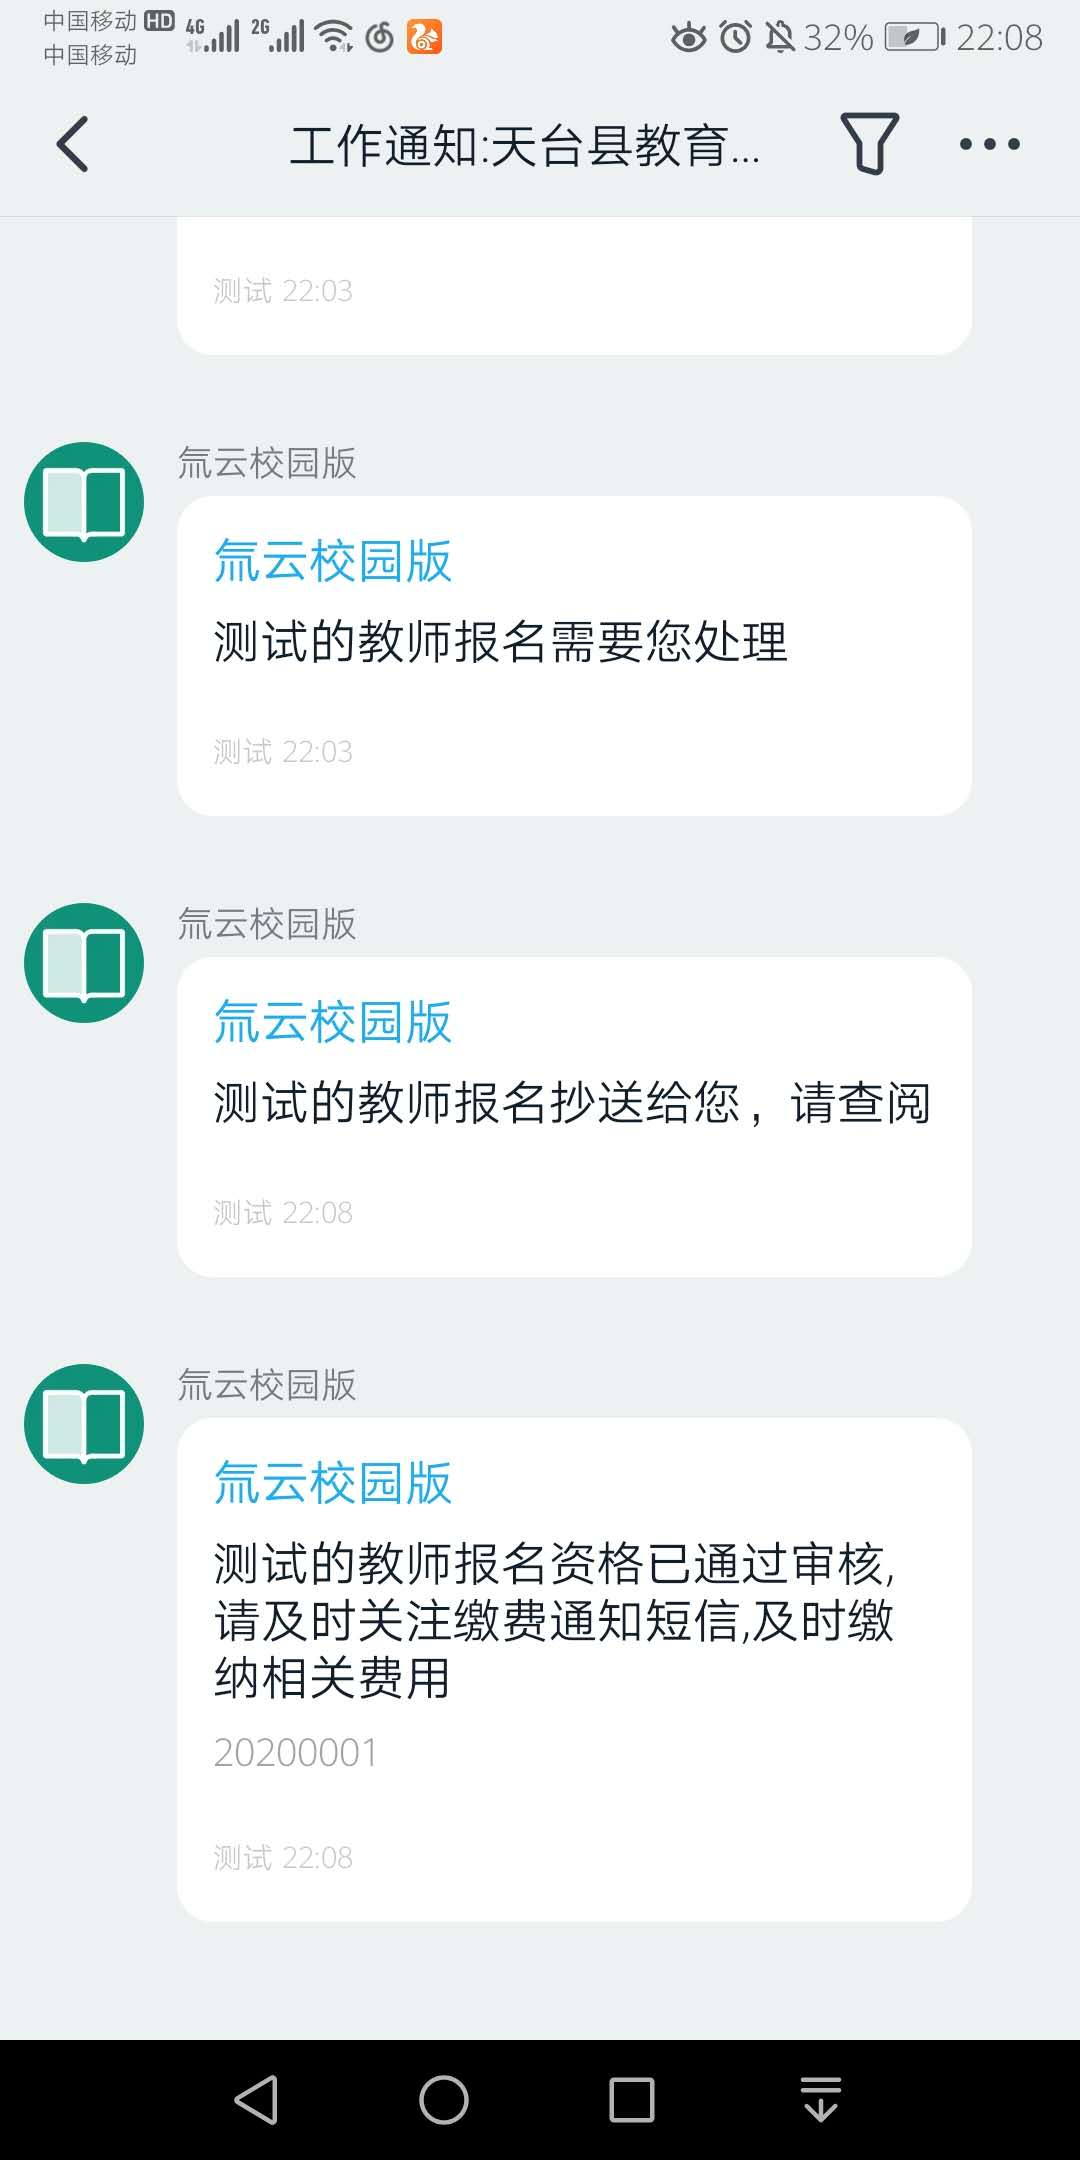 中国移动 HD 4G 2G 32% 22:08
中国移动
工作通知:天台县教育...
测试 22:03
氚云校园版
氚云校园版
测试的教师报名需要您处理
测试 22:03
氚云校园版
氚云校园版
测试的教师报名抄送给您，请查阅
测试 22:08
氚云校园版
氚云校园版
测试的教师报名资格已通过审核,
请及时关注缴费通知短信,及时缴
纳相关费用
20200001
测试 22:08